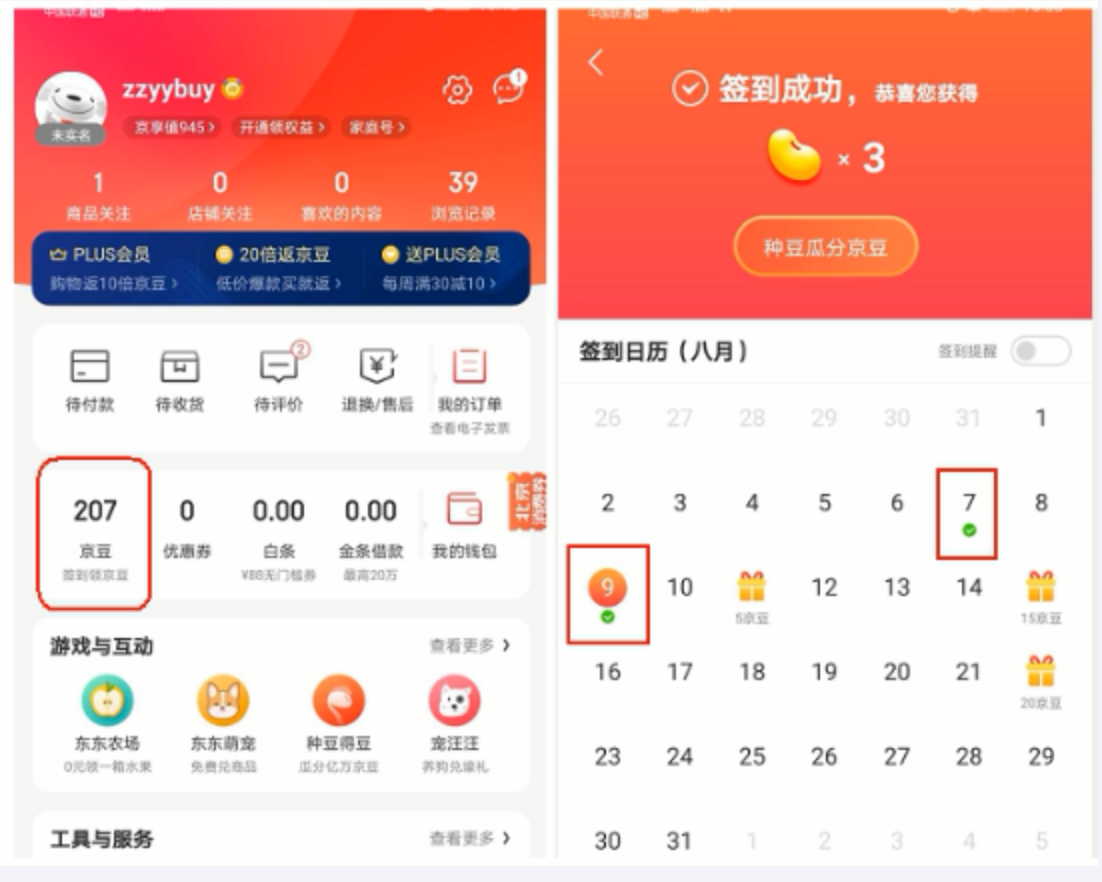 zzyybuy
未实名
京享值945>
开通领权益>
家庭号>
1
1
0
0
39
商品关注
店铺关注
喜欢的内容
浏览记录
PLUS会员
20倍返京豆
送PLUS会员
购物返10倍京豆>
低价爆款买就返>
每周满30减10>
2
待付款
待收货
待评价
退换/售后
我的订单
查看电子发票
207
0
0.00
0.00
北京
消费券
京豆
优惠券
白条
金条借款
我的钱包
签到领京豆
¥88无门槛券
最高20万
游戏与互动
查看更多 >
东东农场
东东萌宠
种豆得豆
宠汪汪
0元领一箱水果
免费兑商品
瓜分亿万京豆
养狗兑壕礼
工具与服务
查看更多 >
签到成功，恭喜您获得
× 3
种豆瓜分京豆
签到日历（八月）
签到提醒
26 27 28 29 30 31 1
2 3 4 5 6 7 8
9 10 12 13 14
5京豆
15京豆
16 17 18 19 20 21
20京豆
23 24 25 26 27 28 29
30 31 1 2 3 4 5